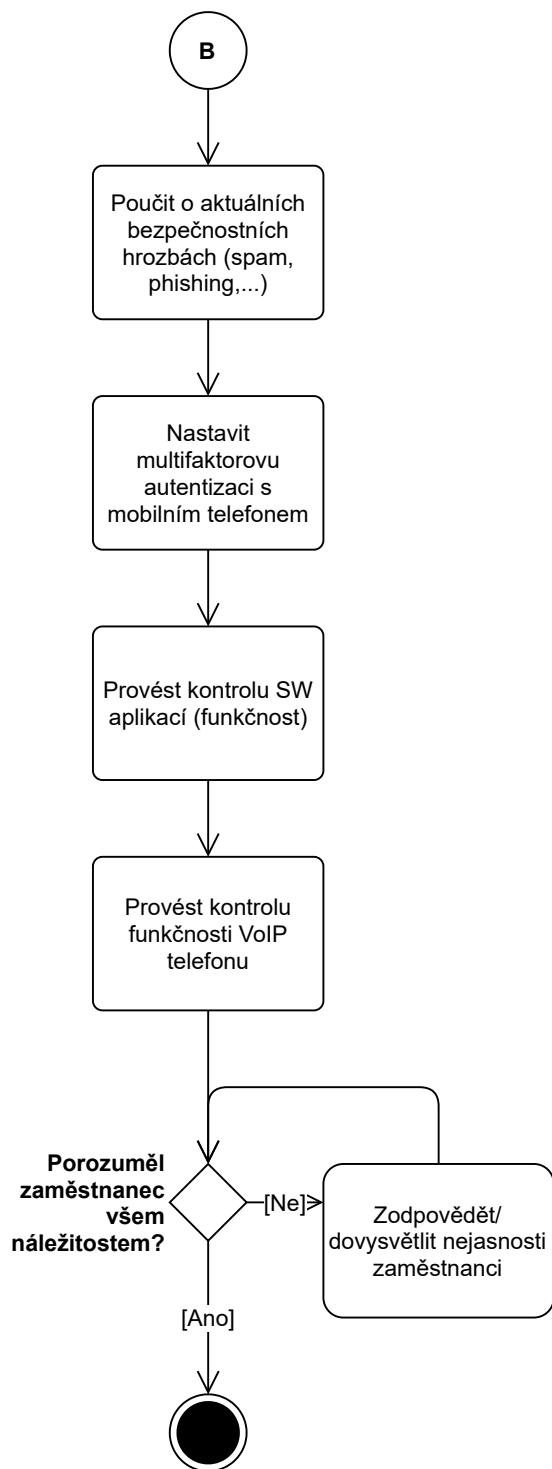 B
Poučit o aktuálních
bezpečnostních
hrozbách (spam,
phishing,...)
Nastavit
multifaktorovu
autentizaci s
mobilním telefonem
Provést kontrolu SW
aplikací (funkčnost)
Provést kontrolu
funkčnosti VoIP
telefonu
Porozuměl
zaměstnanec
všem
náležitostem?
[Ne]
Zodpovědět/
dovysvětlit nejasnosti
zaměstnanci
[Ano]